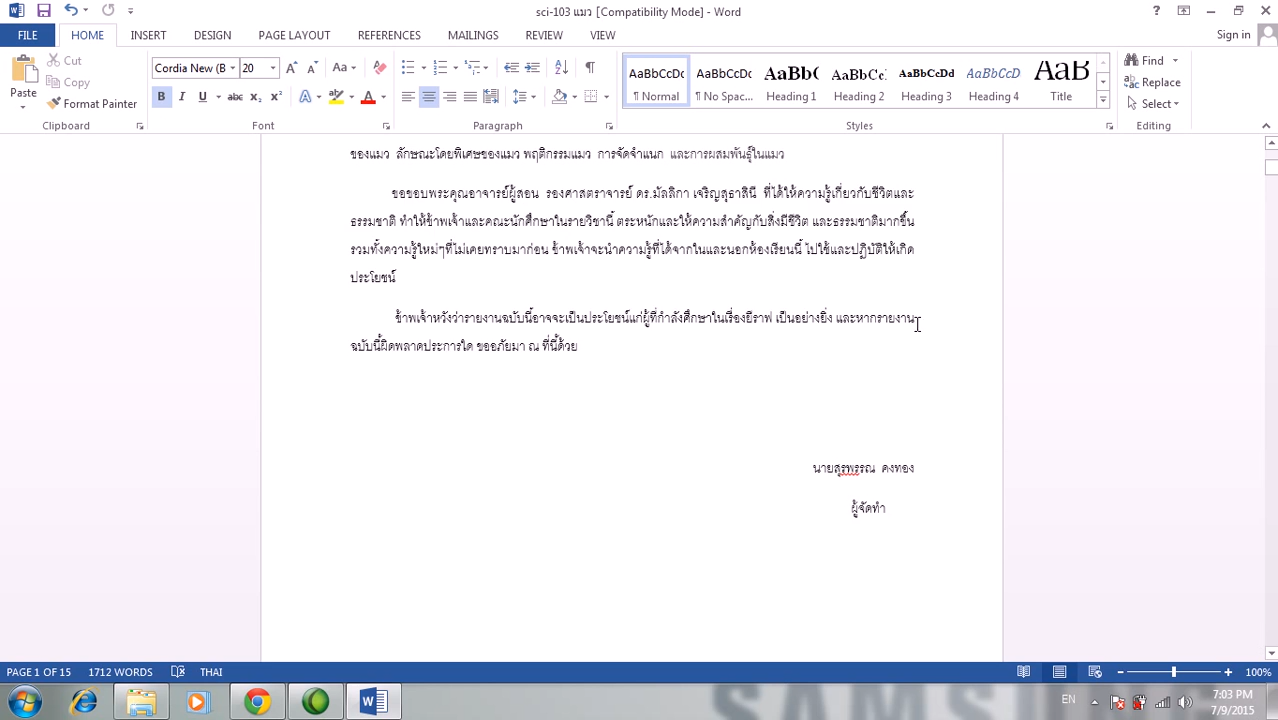 sci-103 แมว [Compatibility Mode] - Word
FILE HOME INSERT DESIGN PAGE LAYOUT REFERENCES MAILINGS REVIEW VIEW Sign in
Cut
Copy
Format Painter
Paste
Clipboard
Cordia New (B 20
Font
Paragraph
AaBbCcDc AaBbCcDc AaBbC AaBbCc AaBbCcDd AaBbCcD AaB
¶ Normal ¶ No Spac... Heading 1 Heading 2 Heading 3 Heading 4 Title
Styles
Find
Replace
Select
Editing
ของแมว ลักษณะโดยพิเศษของแมว พฤติกรรมแมว การจัดจำแนก และการผสมพันธุ์ในแมว
ขอขอบพระคุณอาจารย์ผู้สอน รองศาสตราจารย์ ดร.มัลลิกา เจริญสุธาสินี ที่ได้ให้ความรู้เกี่ยวกับชีวิตและ
ธรรมชาติ ทำให้ข้าพเจ้าและคณะนักศึกษาในรายวิชานี้ ตระหนักและให้ความสำคัญกับสิ่งมีชีวิต และธรรมชาติมากขึ้น
รวมทั้งความรู้ใหม่ๆที่ไม่เคยทราบมาก่อน ข้าพเจ้าจะนำความรู้ที่ได้จากในและนอกห้องเรียนนี้ ไปใช้และปฏิบัติให้เกิด
ประโยชน์
ข้าพเจ้าหวังว่ารายงานฉบับนี้อาจจะเป็นประโยชน์แก่ผู้ที่กำลังศึกษาในเรื่องยีราฟ เป็นอย่างยิ่ง และหากรายงาน
ฉบับนี้ผิดพลาดประการใด ขออภัยมา ณ ที่นี้ด้วย
นายสุรพรรณ คงทอง
ผู้จัดทำ
PAGE 1 OF 15 1712 WORDS THAI 100%
EN 7:03 PM
7/9/2015